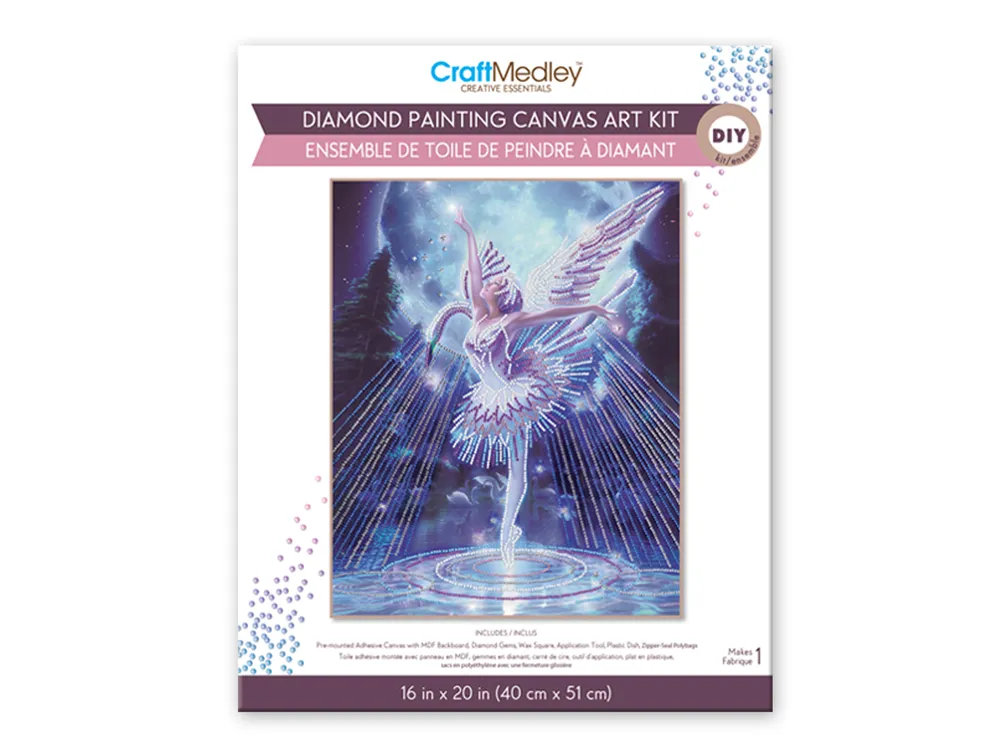 CraftMedley™
CREATIVE ESSENTIALS
DIAMOND PAINTING CANVAS ART KIT
ENSEMBLE DE TOILE DE PEINDRE À DIAMANT
DIY
kit/ensemble
INCLUDES / INCLUS
Pre-mounted Adhesive Canvas with MDF Backboard, Diamond Gems, Wax Square, Application Tool, Plastic Dish, Zipper-Seal Polybags
Toile adhesive montée avec panneau en MDF, gemmes en diamant, carré de cire, outil d'application, plat en plastique,
sacs en polyéthylène avec une fermeture glissière
Makes
Fabrique 1
16 in x 20 in (40 cm x 51 cm)